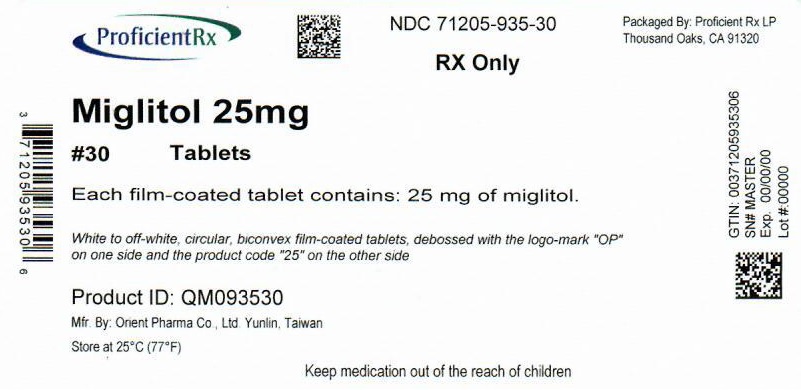 ProficientRx
NDC 71205-935-30
RX Only
Packaged By: Proficient Rx LP
Thousand Oaks, CA 91320
Miglitol 25mg
#30 Tablets
Each film-coated tablet contains: 25 mg of miglitol.
White to off-white, circular, biconvex film-coated tablets, debossed with the logo-mark "OP"
on one side and the product code "25" on the other side
Product ID: QM093530
Mfr. By: Orient Pharma Co., Ltd. Yunlin, Taiwan
Store at 25°C (77°F)
Keep medication out of the reach of children
3 71205 93530 6
GTIN: 00371205935306
SN# MASTER
Exp. 00/00/00
Lot #:00000